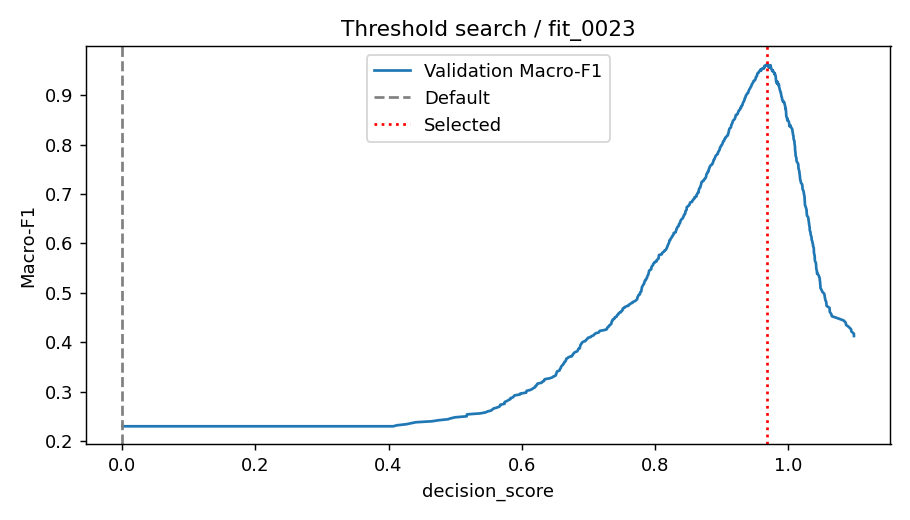 Threshold search / fit_0023
Validation Macro-F1
Default
Selected
Macro-F1
0.9
0.8
0.7
0.6
0.5
0.4
0.3
0.2
0.0 0.2 0.4 0.6 0.8 1.0
decision_score